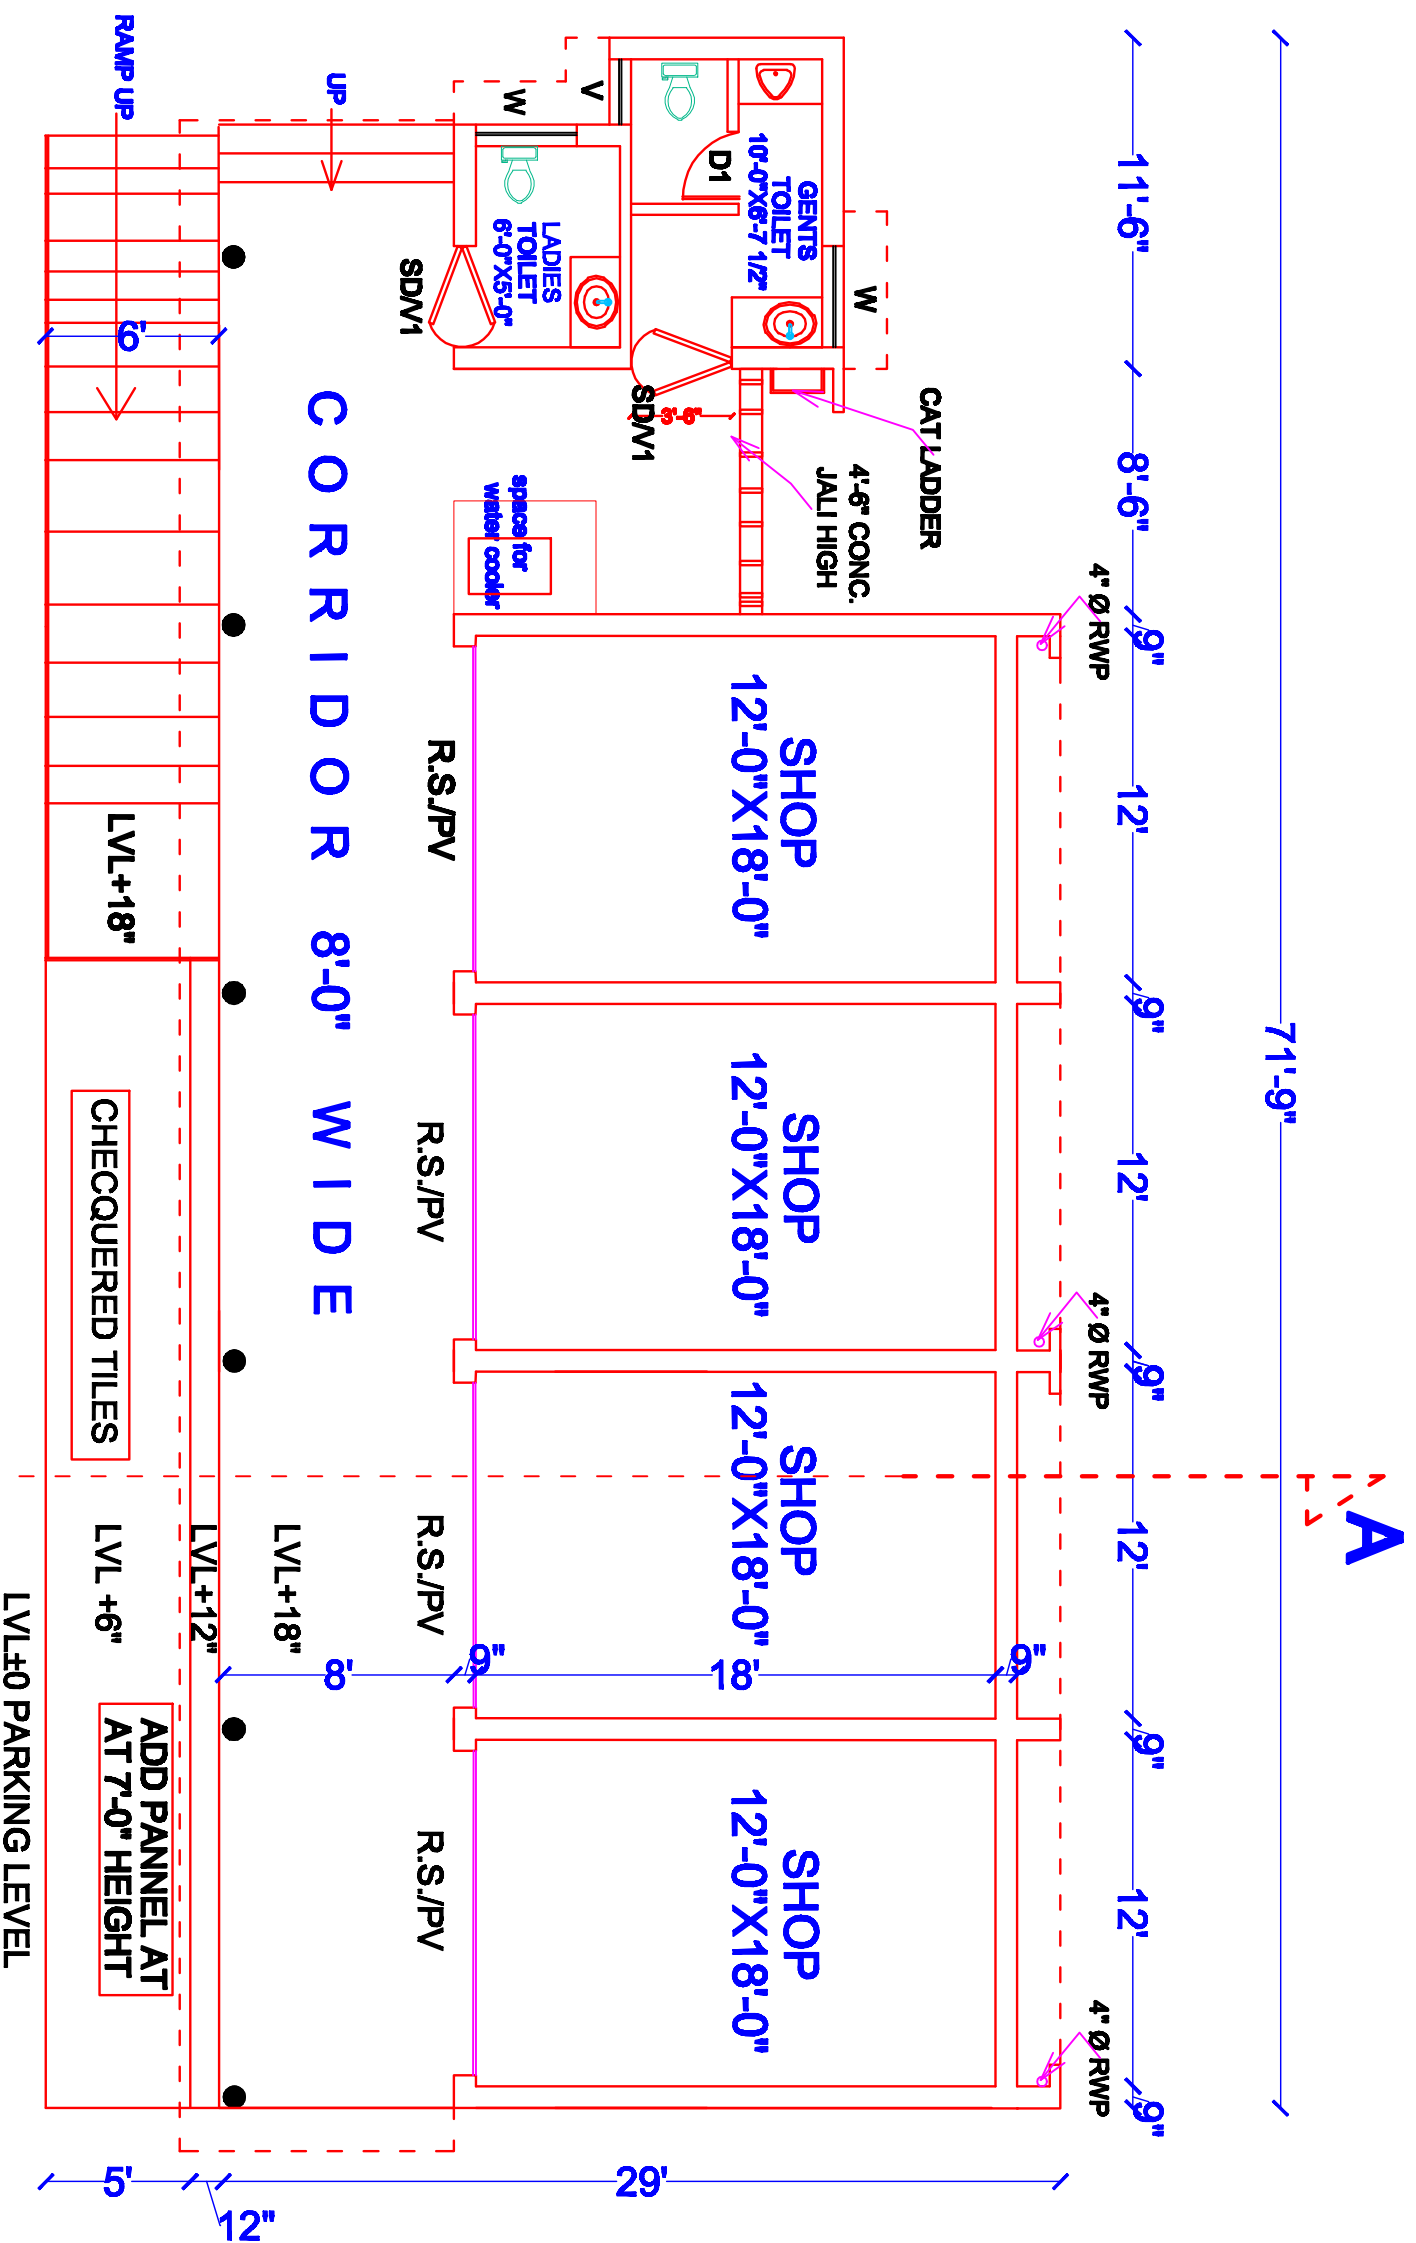 71'-9"
11'-6"
8'-6"
9"
12'
9"
12'
9"
12'
9"
12'
9"
A
4" Ø RWP
4" Ø RWP
4" Ø RWP
CAT LADDER
4'-6" CONC.
JALI HIGH
W
GENTS
TOILET
10'-0"X6'-7 1/2"
D1
V
W
LADIES
TOILET
6'-0"X5'-0"
SD/V1
SD/V1
3'-6"
space for
water cooler
SHOP
12'-0"X18'-0"
SHOP
12'-0"X18'-0"
SHOP
12'-0"X18'-0"
SHOP
12'-0"X18'-0"
R.S./PV
R.S./PV
R.S./PV
R.S./PV
9"
18'
9"
8'
CORRIDOR 8'-0" WIDE
UP
RAMP UP
6'
LVL+18"
LVL+18"
LVL+12"
LVL +6"
CHECQUERED TILES
ADD PANNEL AT
AT 7'-0" HEIGHT
LVL±0 PARKING LEVEL
29'
12"
5'